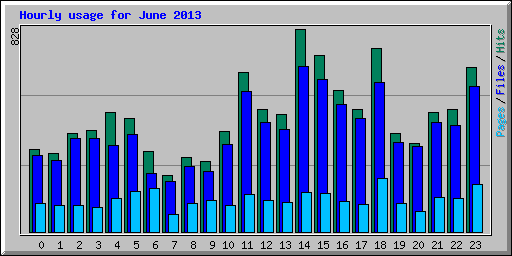 Hourly usage for June 2013
828
Pages / Files / Hits
0 1 2 3 4 5 6 7 8 9 10 11 12 13 14 15 16 17 18 19 20 21 22 23